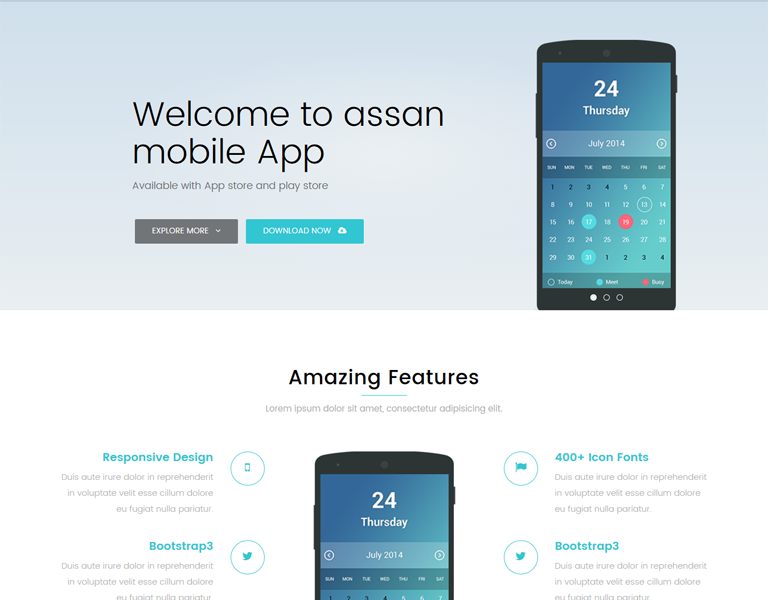 Welcome to assan
mobile App
Available with App store and play store
EXPLORE MORE
DOWNLOAD NOW
24
Thursday
July 2014
SUN MON TUE WED THU FRI SAT
1 2 3 4 5 6 7
8 9 10 11 12 13 14
15 16 17 18 19 20 21
22 23 24 25 26 27 28
29 30 31 1 2 3 4
Today Meet Busy
Amazing Features
Lorem ipsum dolor sit amet, consectetur adipisicing elit.
Responsive Design
Duis aute irure dolor in reprehenderit
in voluptate velit esse cillum dolore
eu fugiat nulla pariatur.
Bootstrap3
Duis aute irure dolor in reprehenderit
in voluptate velit esse cillum dolore
eu fugiat nulla pariatur.
24
Thursday
July 2014
SUN MON TUE WED THU FRI SAT
1 2 3 4 5 6 7
400+ Icon Fonts
Duis aute irure dolor in reprehenderit
in voluptate velit esse cillum dolore
eu fugiat nulla pariatur.
Bootstrap3
Duis aute irure dolor in reprehenderit
in voluptate velit esse cillum dolore
eu fugiat nulla pariatur.